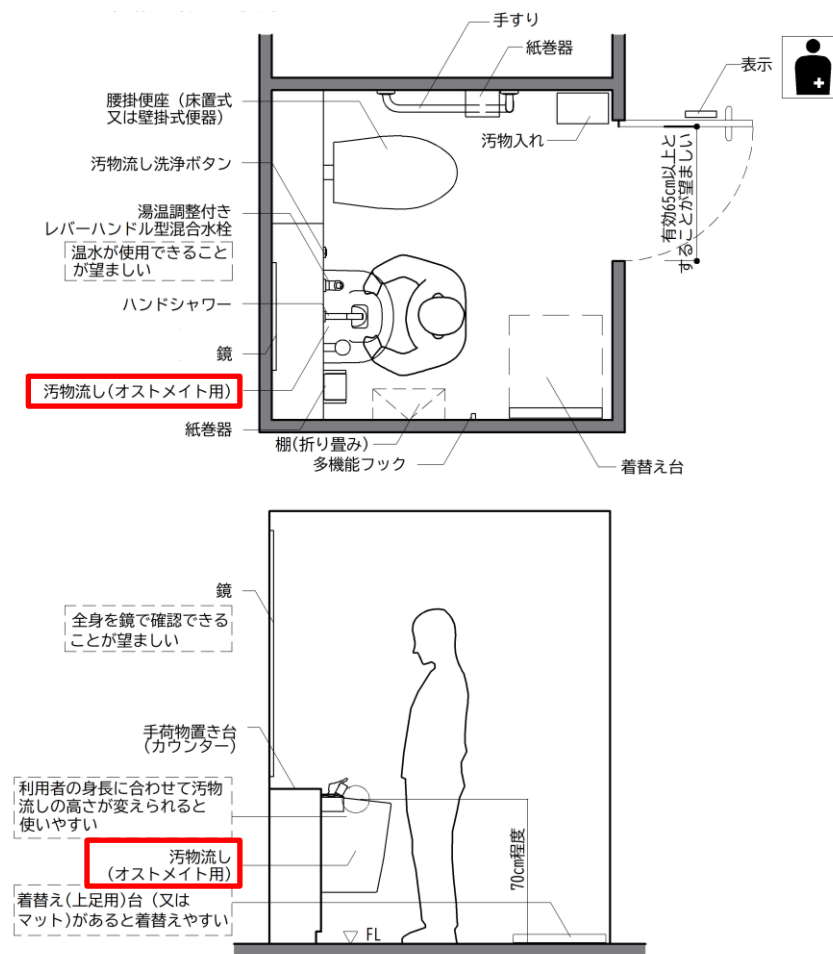 手すり
紙巻器
表示
腰掛便座（床置式
又は壁掛式便器）
汚物入れ
有効65cm以上と
することが望ましい
汚物流し洗浄ボタン
湯温調整付き
レバーハンドル型混合水栓
温水が使用できること
が望ましい
ハンドシャワー
鏡
汚物流し(オストメイト用)
紙巻器
棚(折り畳み)
多機能フック
着替え台
鏡
全身を鏡で確認できる
ことが望ましい
手荷物置き台
(カウンター)
利用者の身長に合わせて汚物
流しの高さが変えられると
使いやすい
汚物流し
(オストメイト用)
70cm程度
着替え(上足用)台（又は
マット)があると着替えやすい
FL